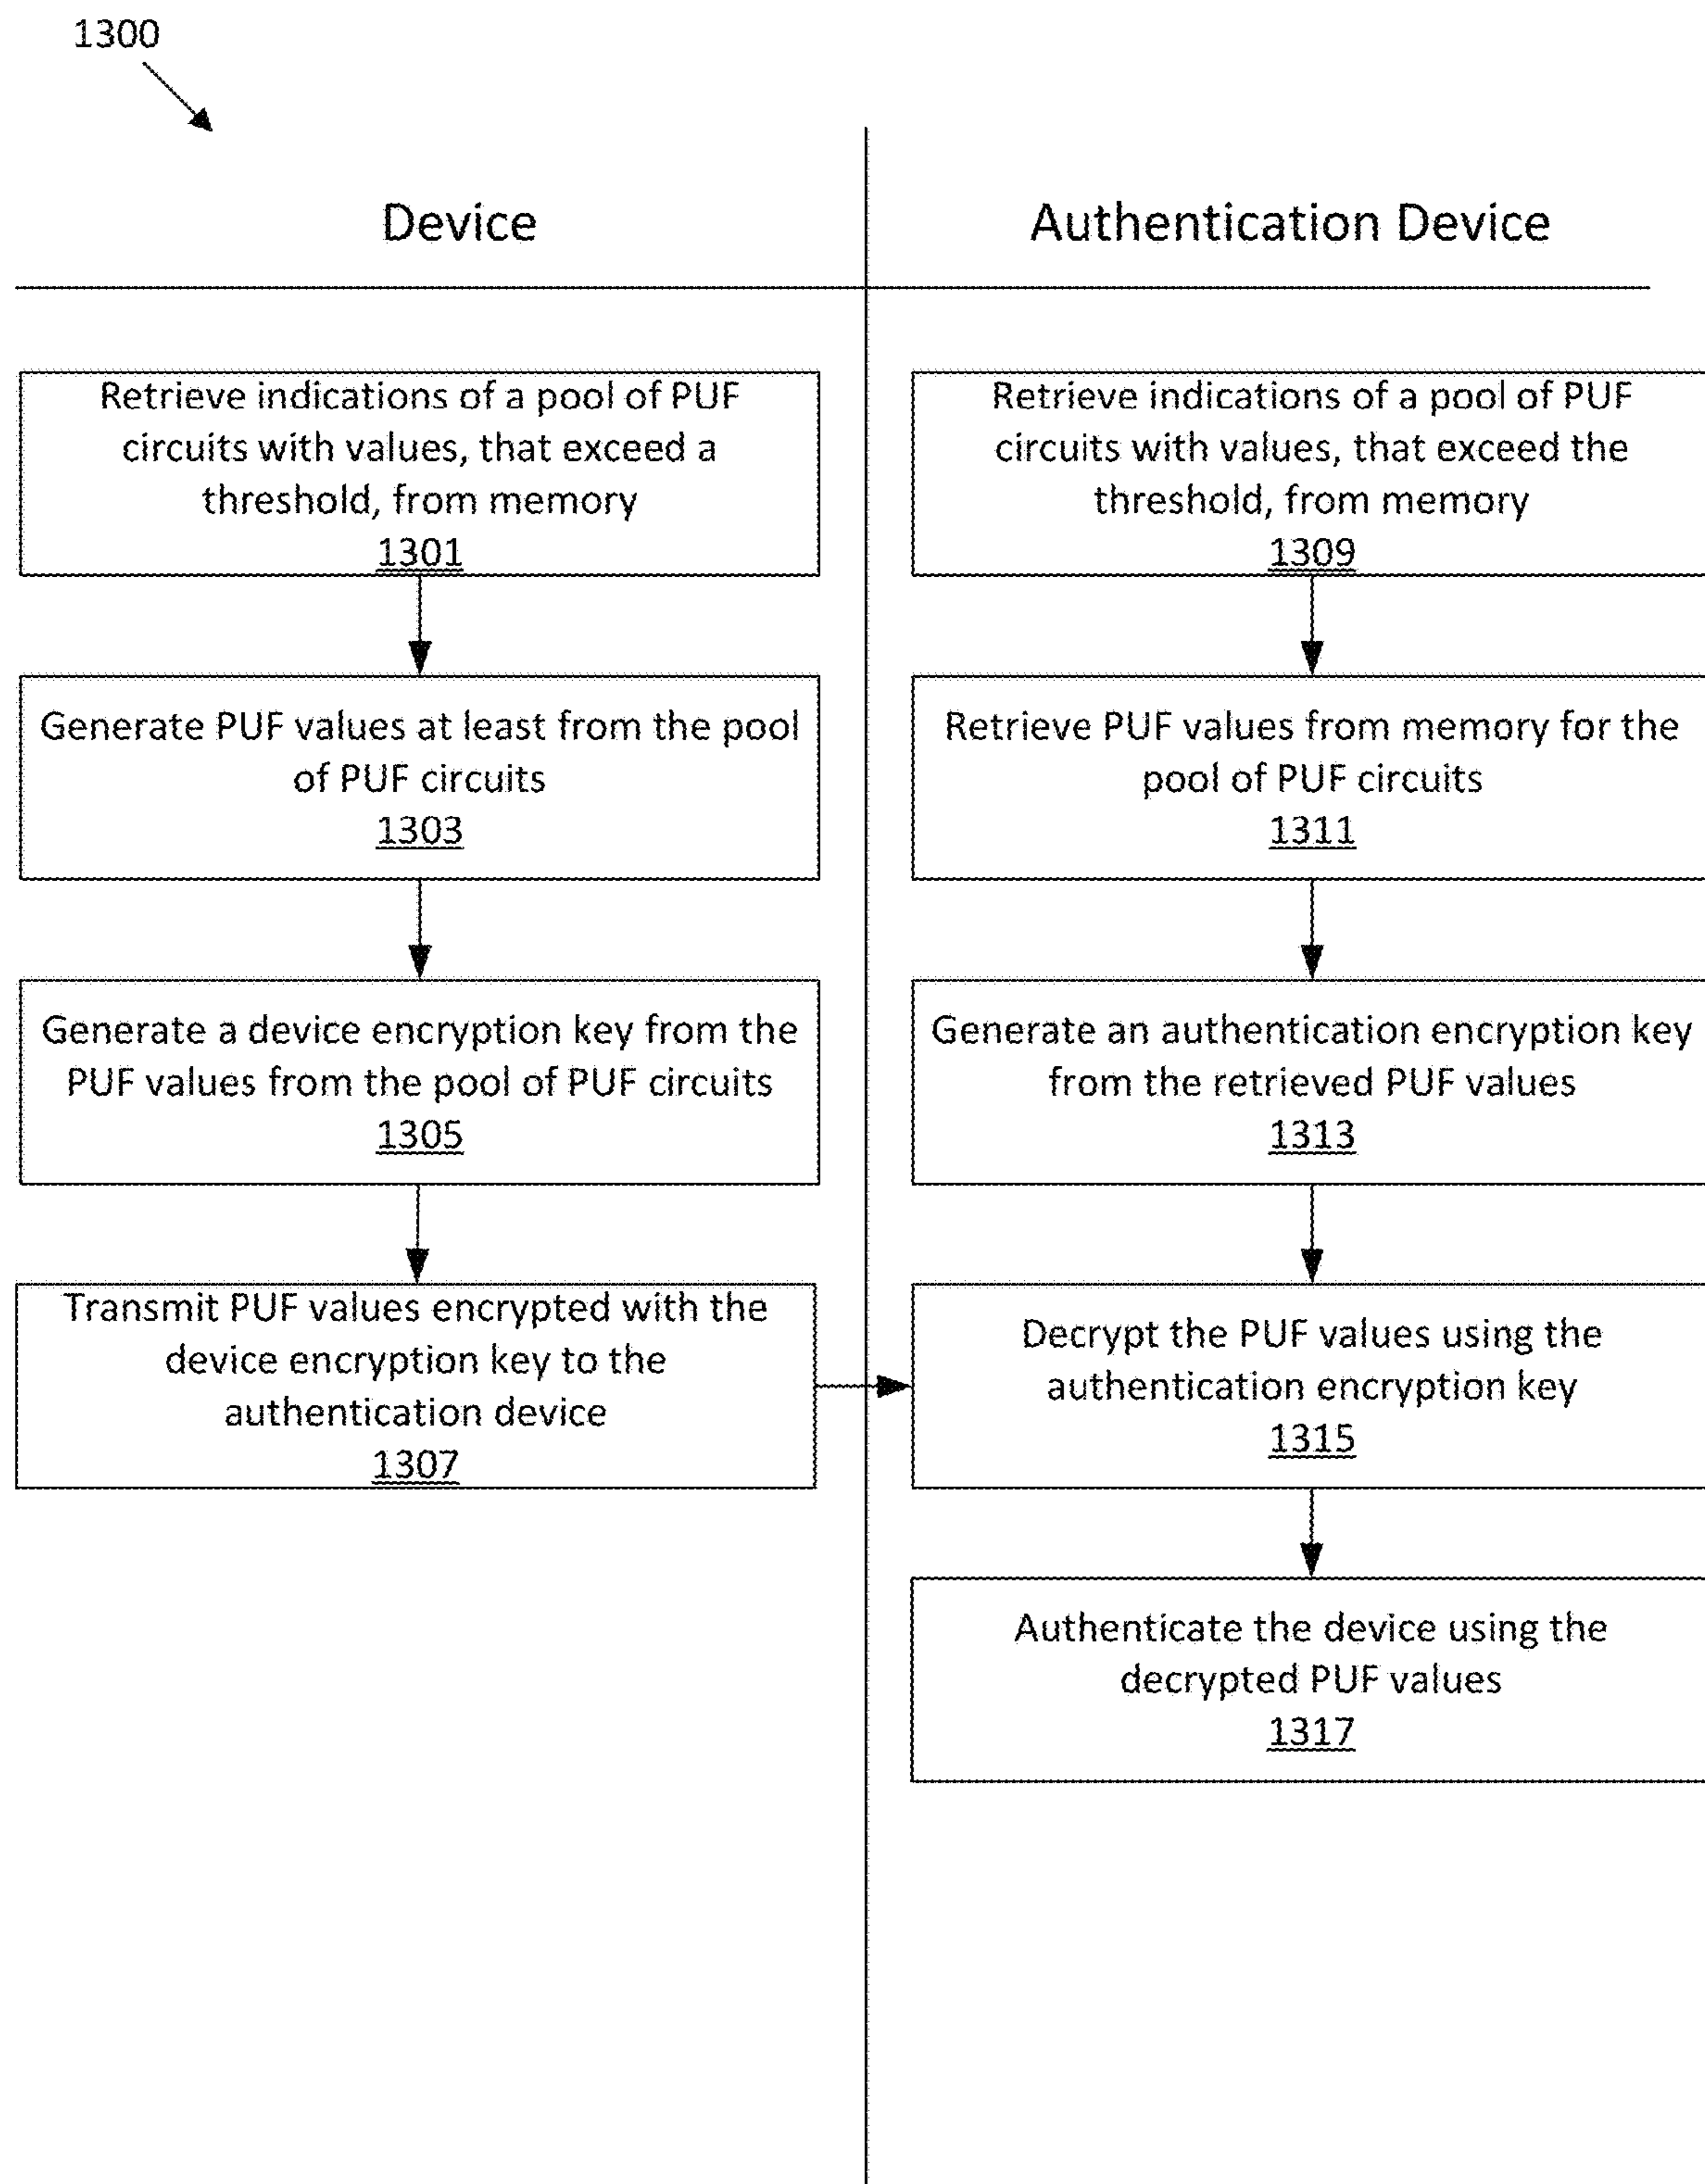 1300
Device
Authentication Device
Retrieve indications of a pool of PUF
circuits with values, that exceed a
threshold, from memory
1301
Generate PUF values at least from the pool
of PUF circuits
1303
Generate a device encryption key from the
PUF values from the pool of PUF circuits
1305
Transmit PUF values encrypted with the
device encryption key to the
authentication device
1307
Retrieve indications of a pool of PUF
circuits with values, that exceed the
threshold, from memory
1309
Retrieve PUF values from memory for the
pool of PUF circuits
1311
Generate an authentication encryption key
from the retrieved PUF values
1313
Decrypt the PUF values using the
authentication encryption key
1315
Authenticate the device using the
decrypted PUF values
1317